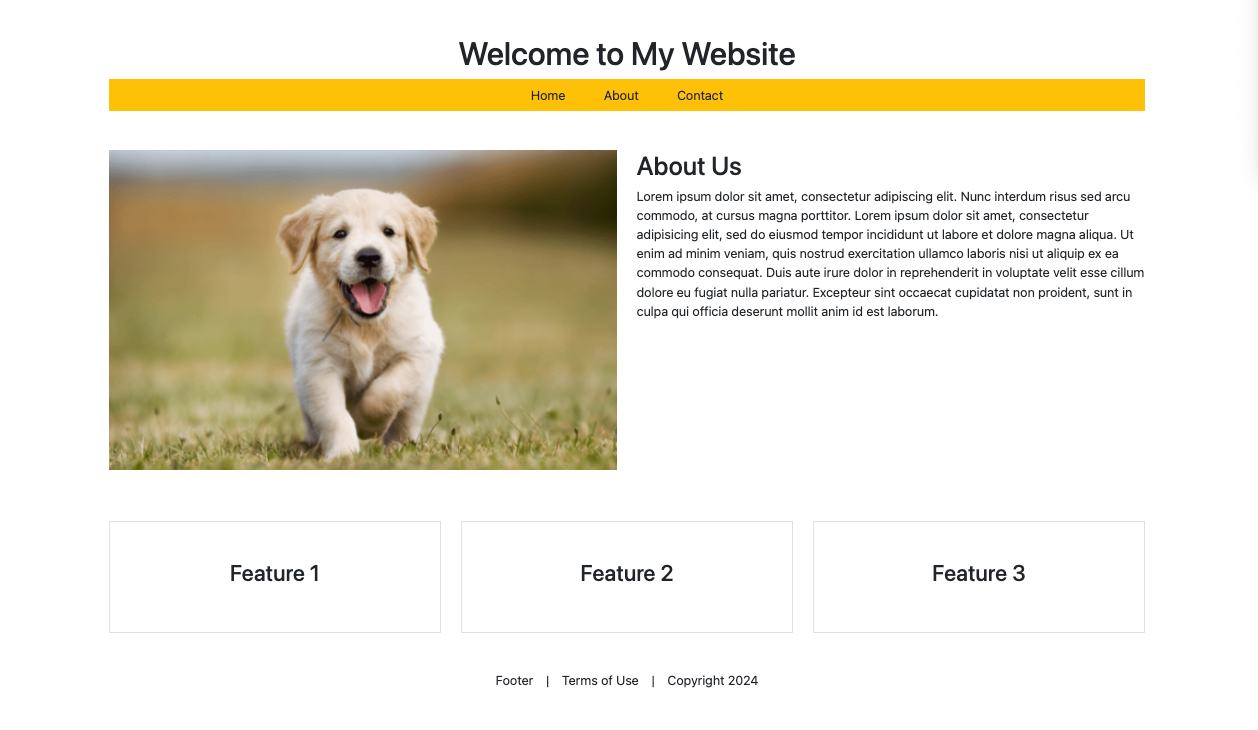 Welcome to My Website
Home About Contact
About Us
Lorem ipsum dolor sit amet, consectetur adipiscing elit. Nunc interdum risus sed arcu
commodo, at cursus magna porttitor. Lorem ipsum dolor sit amet, consectetur
adipisicing elit, sed do eiusmod tempor incididunt ut labore et dolore magna aliqua. Ut
enim ad minim veniam, quis nostrud exercitation ullamco laboris nisi ut aliquip ex ea
commodo consequat. Duis aute irure dolor in reprehenderit in voluptate velit esse cillum
dolore eu fugiat nulla pariatur. Excepteur sint occaecat cupidatat non proident, sunt in
culpa qui officia deserunt mollit anim id est laborum.
Feature 1
Feature 2
Feature 3
Footer | Terms of Use | Copyright 2024